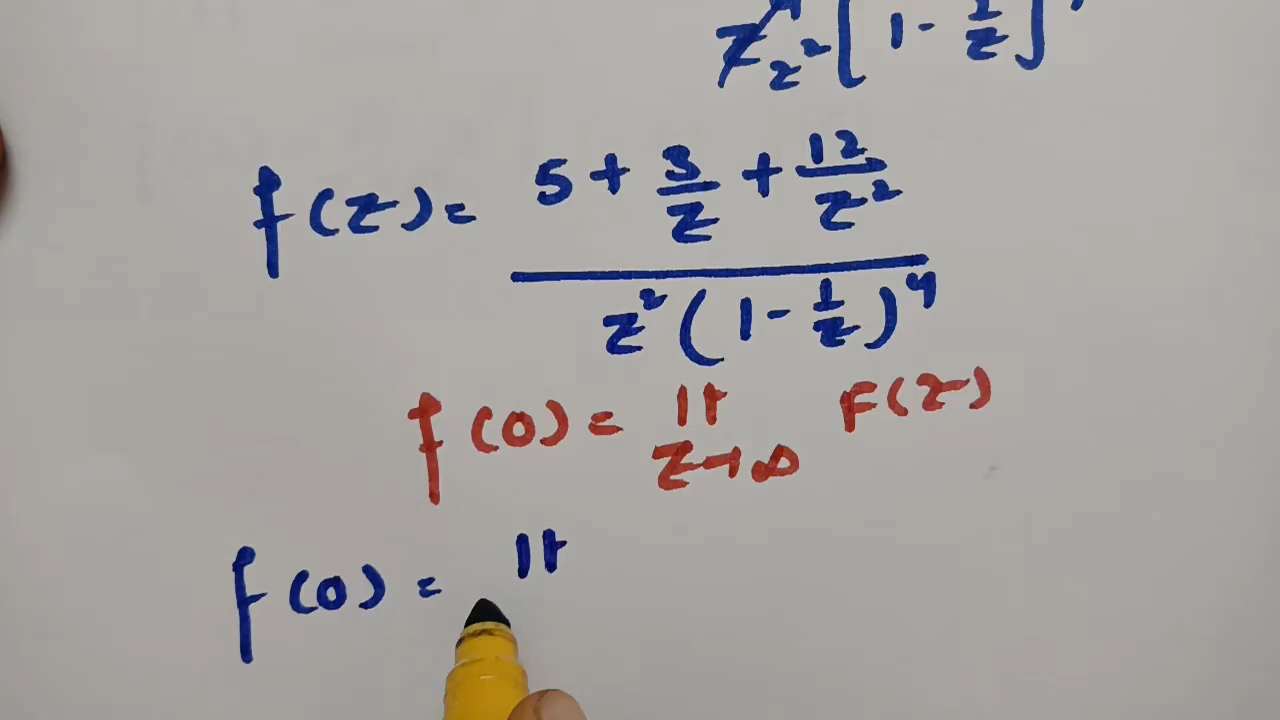 z z² [ 1 - 1/z ]
f(z) = (5 + 3/z + 12/z²) / (z² (1 - 1/z)⁴)
f(0) = lt z→∞ F(z)
f(0) = lt